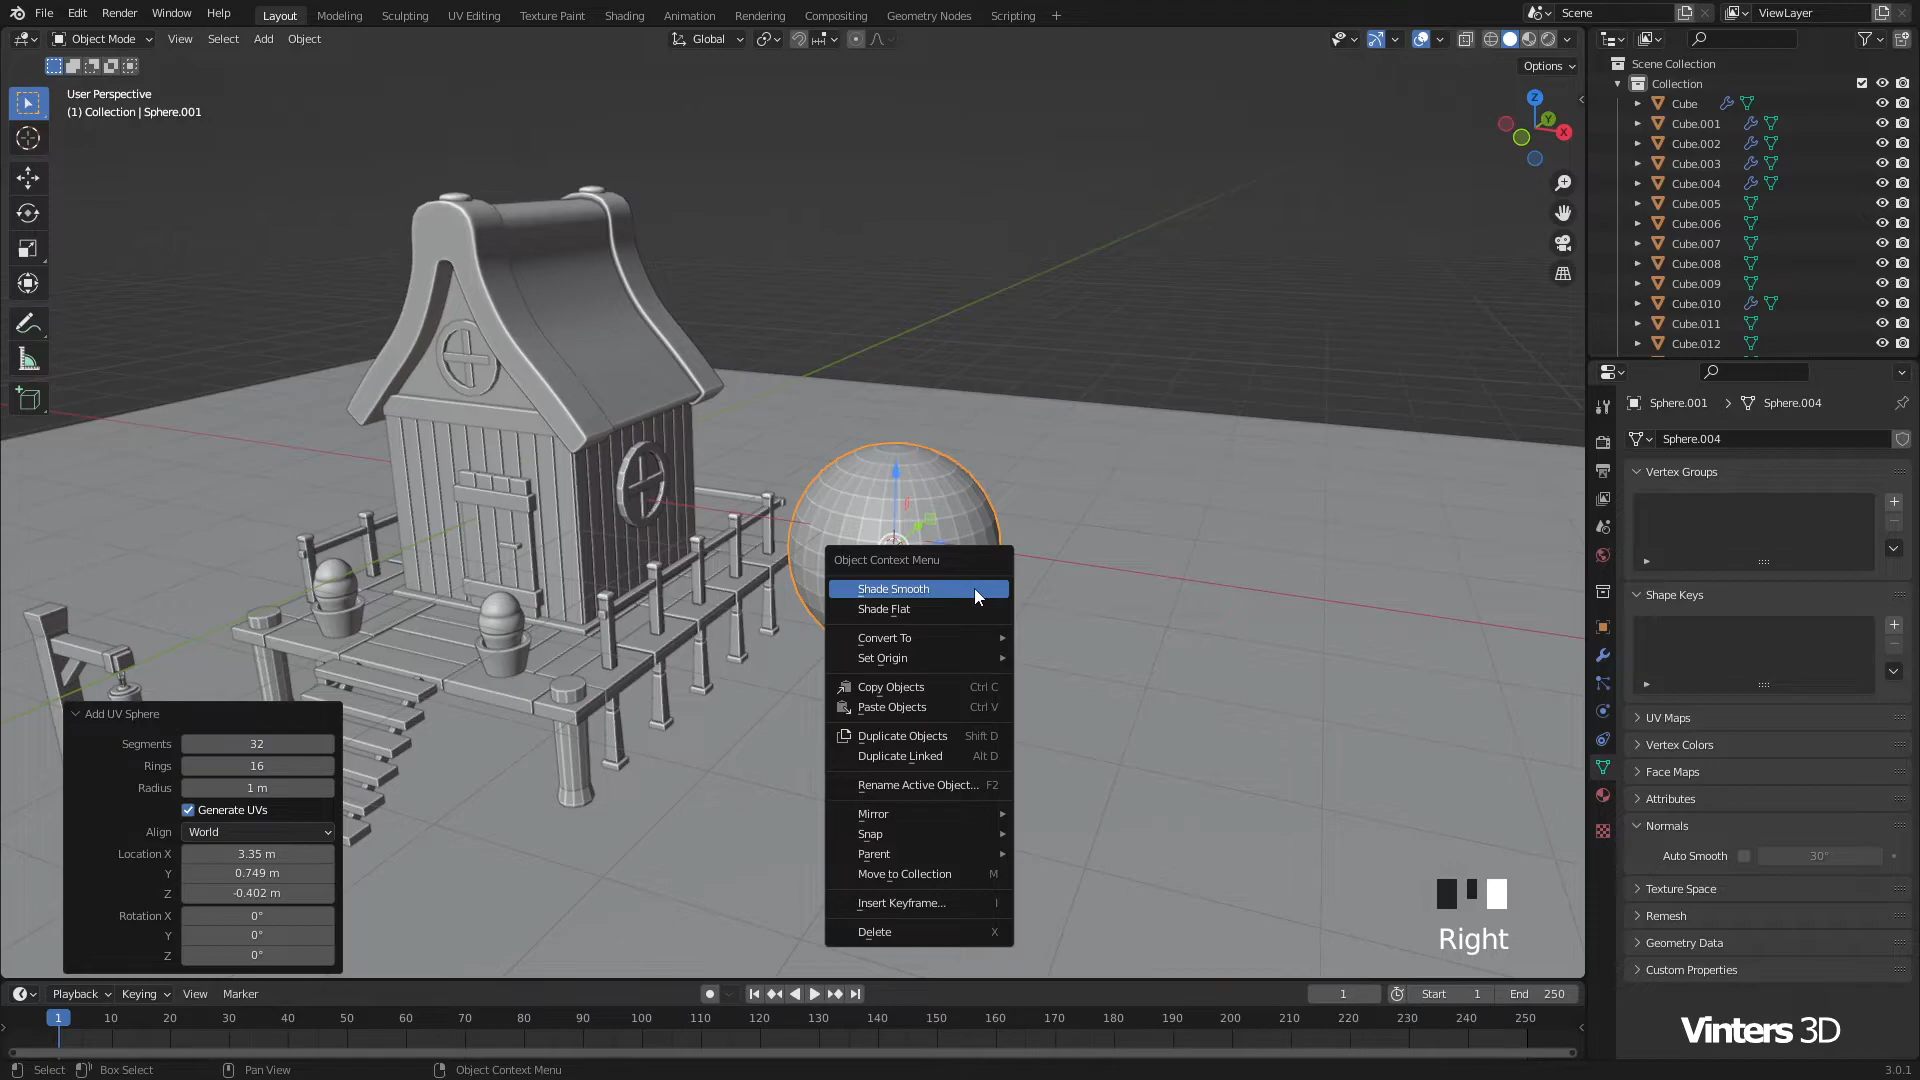 File Edit Render Window Help
Layout Modeling Sculpting UV Editing Texture Paint Shading Animation Rendering Compositing Geometry Nodes Scripting +
Scene
ViewLayer
Object Mode View Select Add Object
Global
Options
User Perspective
(1) Collection | Sphere.001
Z
Y
X
Scene Collection
Collection
Cube
Cube.001
Cube.002
Cube.003
Cube.004
Cube.005
Cube.006
Cube.007
Cube.008
Cube.009
Cube.010
Cube.011
Cube.012
Sphere.001 > Sphere.004
Sphere.004
Vertex Groups
Shape Keys
UV Maps
Vertex Colors
Face Maps
Attributes
Normals
Auto Smooth 30°
Texture Space
Remesh
Geometry Data
Custom Properties
Object Context Menu
Shade Smooth
Shade Flat
Convert To
Set Origin
Copy Objects Ctrl C
Paste Objects Ctrl V
Duplicate Objects Shift D
Duplicate Linked Alt D
Rename Active Object... F2
Mirror
Snap
Parent
Move to Collection M
Insert Keyframe... I
Delete X
Add UV Sphere
Segments 32
Rings 16
Radius 1 m
Generate UVs
Align World
Location X 3.35 m
Y 0.749 m
Z -0.402 m
Rotation X 0°
Y 0°
Z 0°
Right
Playback Keying View Marker
1
Start 1
End 250
1 10 20 30 40 50 60 70 80 90 100 110 120 130 140 150 160 170 180 190 200 210 220 230 240 250
Vinters 3D
Select Box Select Pan View Object Context Menu
3.0.1